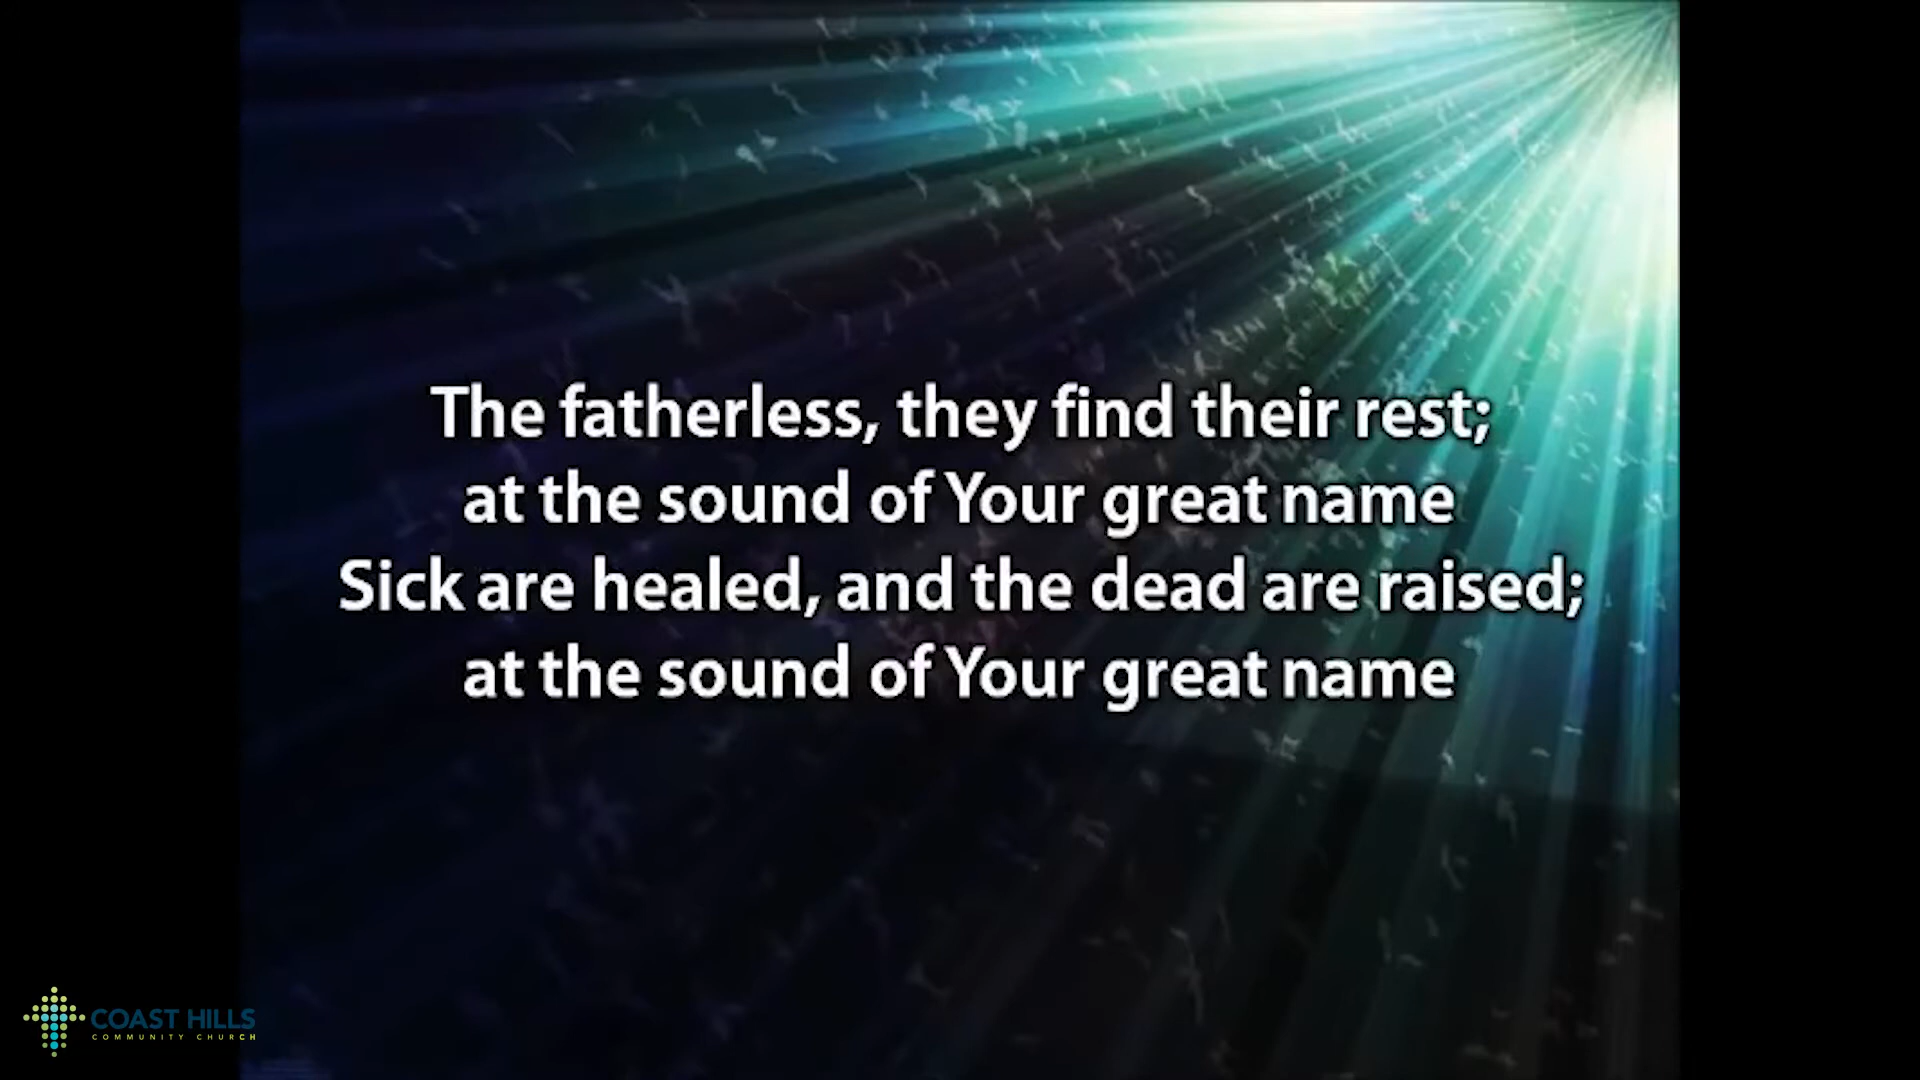 The fatherless, they find their rest;
at the sound of Your great name
Sick are healed, and the dead are raised;
at the sound of Your great name
COAST HILLS
COMMUNITY CHURCH